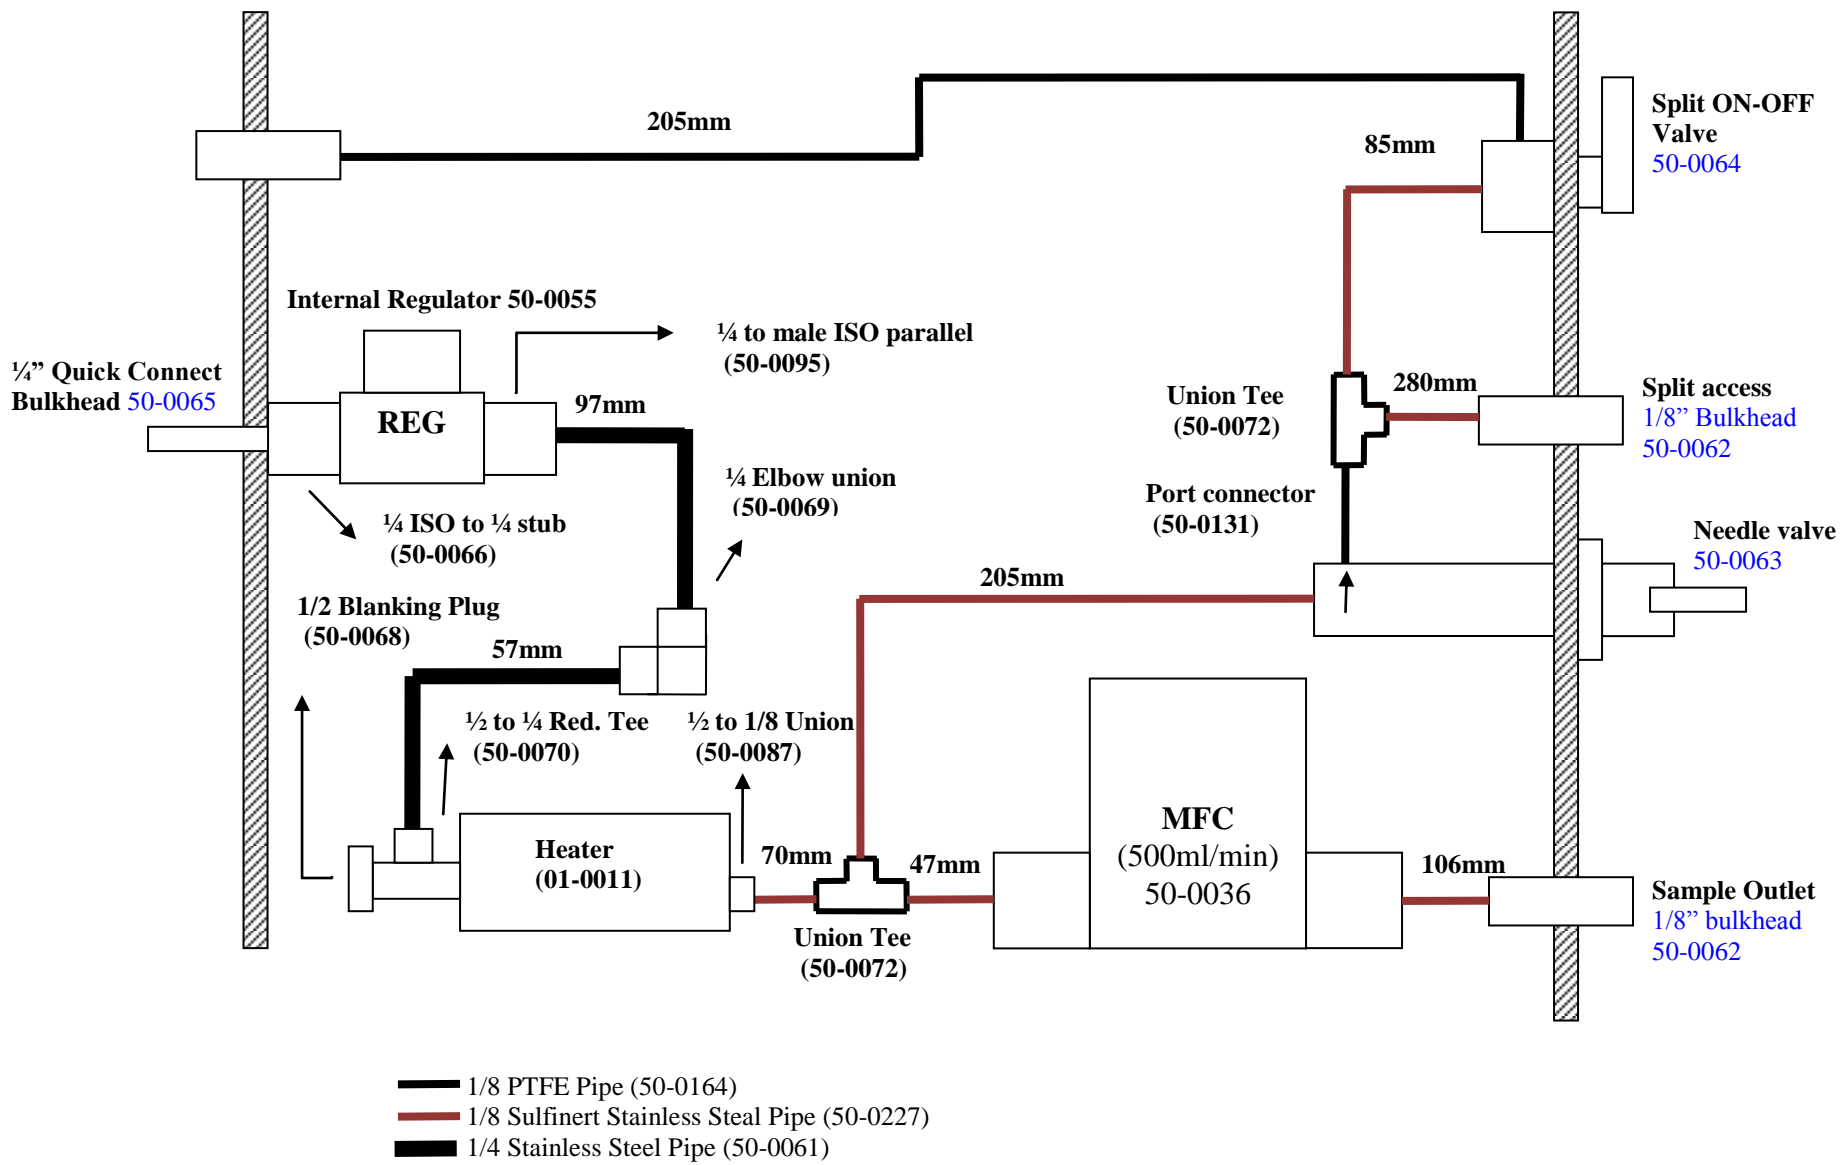 205mm
85mm
Split ON-OFF
Valve
50-0064
Internal Regulator 50-0055
¼ to male ISO parallel
(50-0095)
¼” Quick Connect
Bulkhead 50-0065
REG
97mm
Union Tee
(50-0072)
280mm
Split access
1/8” Bulkhead
50-0062
¼ Elbow union
(50-0069)
¼ ISO to ¼ stub
(50-0066)
Port connector
(50-0131)
Needle valve
50-0063
205mm
1/2 Blanking Plug
(50-0068)
57mm
½ to ¼ Red. Tee
(50-0070)
½ to 1/8 Union
(50-0087)
Heater
(01-0011)
70mm
47mm
MFC
(500ml/min)
50-0036
106mm
Sample Outlet
1/8” bulkhead
50-0062
Union Tee
(50-0072)
1/8 PTFE Pipe (50-0164)
1/8 Sulfinert Stainless Steal Pipe (50-0227)
1/4 Stainless Steel Pipe (50-0061)